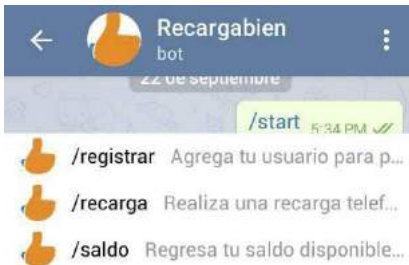 Recargabien
bot
22 de septiembre
/start 5:34 PM
/registrar Agrega tu usuario para p...
/recarga Realiza una recarga telef...
/saldo Regresa tu saldo disponible...